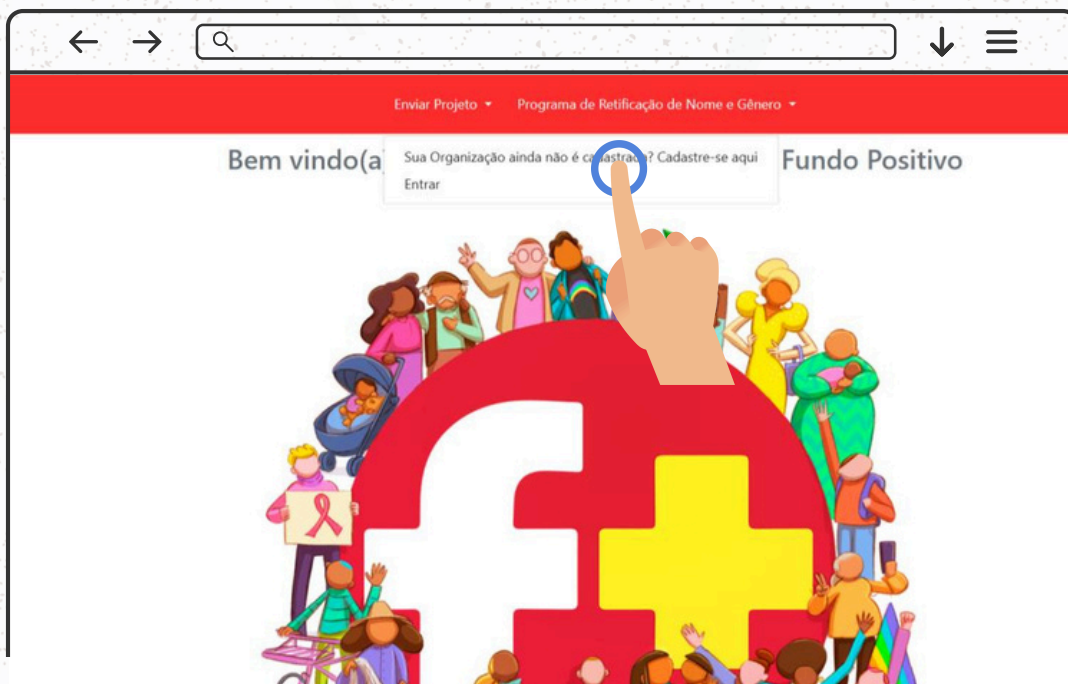 Enviar Projeto Programa de Retificação de Nome e Gênero
Bem vindo(a Fundo Positivo
Sua Organização ainda não é cadastrada? Cadastre-se aqui
Entrar
f+